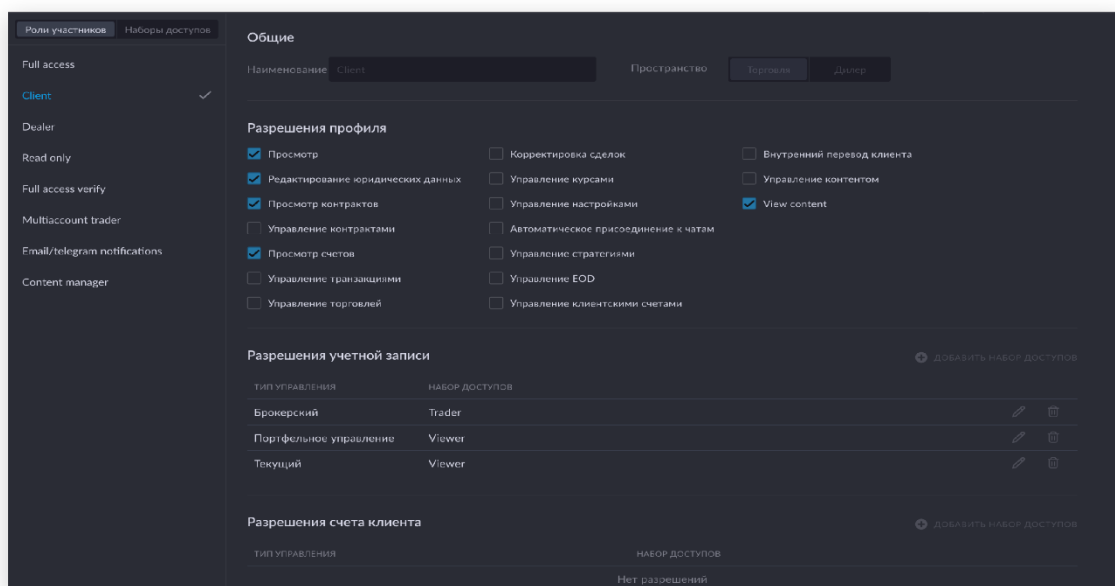 Роли участников
Наборы доступов
Full access
Client
Dealer
Read only
Full access verify
Multiaccount trader
Email/telegram notifications
Content manager
Общие
Наименование Client
Пространство Торговля Дилер
Разрешения профиля
Просмотр
Редактирование юридических данных
Просмотр контрактов
Управление контрактами
Просмотр счетов
Управление транзакциями
Управление торговлей
Корректировка сделок
Управление курсами
Управление настройками
Автоматическое присоединение к чатам
Управление стратегиями
Управление EOD
Управление клиентскими счетами
Внутренний перевод клиента
Управление контентом
View content
Разрешения учетной записи
ДОБАВИТЬ НАБОР ДОСТУПОВ
ТИП УПРАВЛЕНИЯ НАБОР ДОСТУПОВ
Брокерский Trader
Портфельное управление Viewer
Текущий Viewer
Разрешения счета клиента
ДОБАВИТЬ НАБОР ДОСТУПОВ
ТИП УПРАВЛЕНИЯ НАБОР ДОСТУПОВ
Нет разрешений